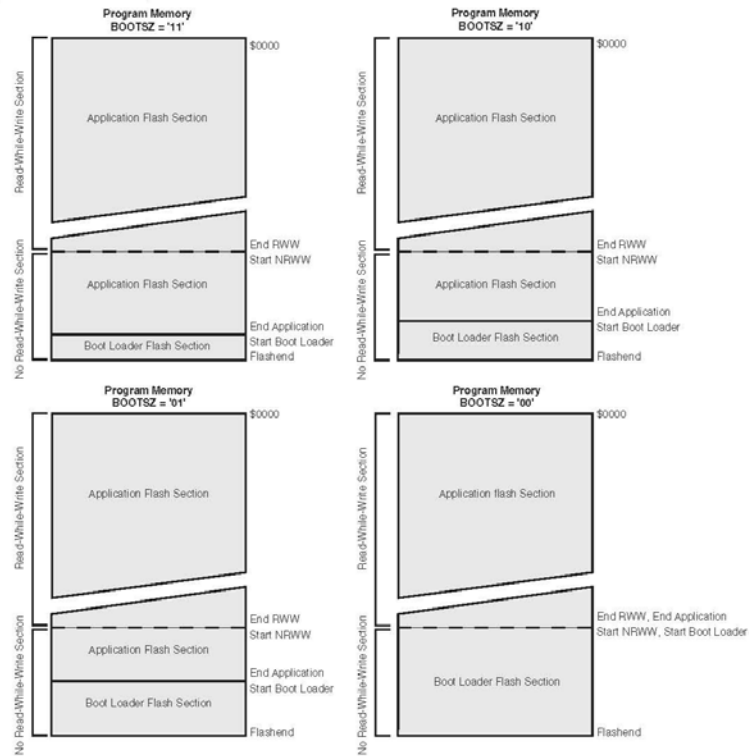 Program Memory
BOOTSZ = '11'
$0000
Read-While-Write Section
Application Flash Section
End RWW
Start NRWW
No Read-While-Write Section
Application Flash Section
End Application
Start Boot Loader
Boot Loader Flash Section
Flashend
Program Memory
BOOTSZ = '10'
$0000
Read-While-Write Section
Application Flash Section
End RWW
Start NRWW
No Read-While-Write Section
Application Flash Section
End Application
Start Boot Loader
Boot Loader Flash Section
Flashend
Program Memory
BOOTSZ = '01'
$0000
Read-While-Write Section
Application Flash Section
End RWW
Start NRWW
No Read-While-Write Section
Application Flash Section
End Application
Start Boot Loader
Boot Loader Flash Section
Flashend
Program Memory
BOOTSZ = '00'
$0000
Read-While-Write Section
Application flash Section
End RWW, End Application
Start NRWW, Start Boot Loader
No Read-While-Write Section
Boot Loader Flash Section
Flashend